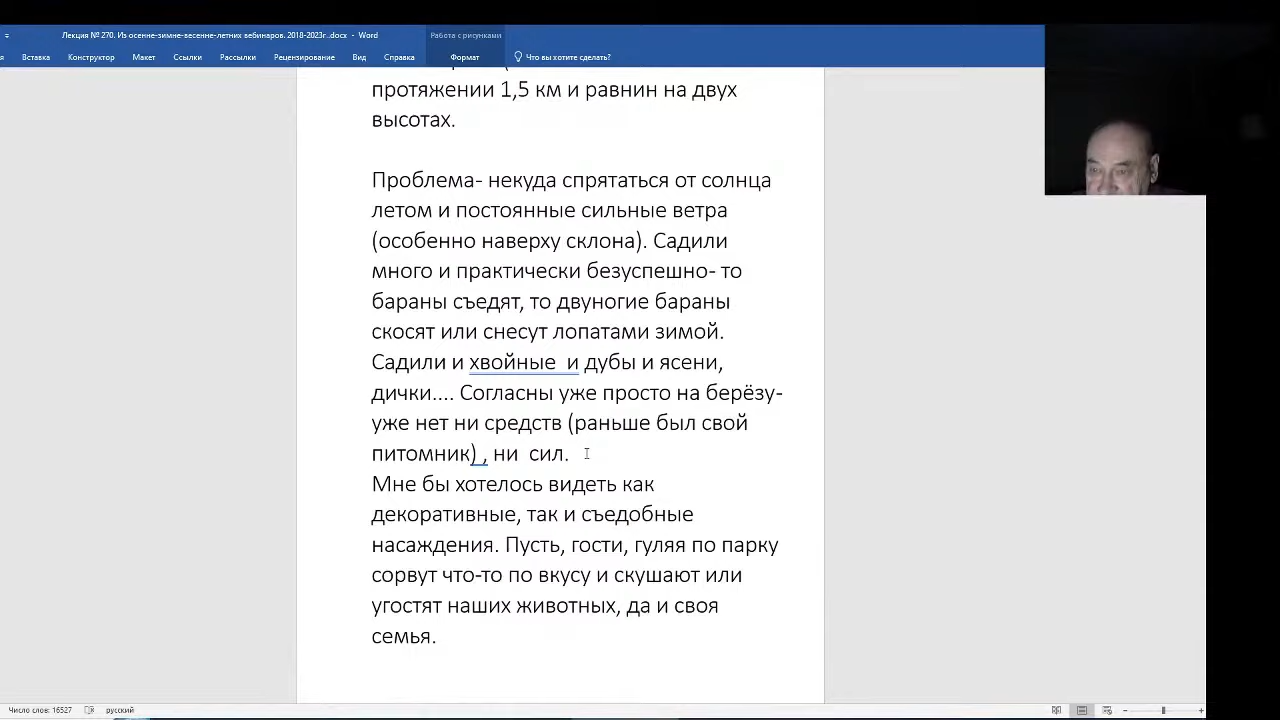 Лекция № 270. Из осенне-зимне-весенне-летних вебинаров. 2018-2023г..docx - Word
Работа с рисунками
Вставка Конструктор Макет Ссылки Рассылки Рецензирование Вид Справка Формат Что вы хотите сделать?
протяжении 1,5 км и равнин на двух
высотах.
Проблема- некуда спрятаться от солнца
летом и постоянные сильные ветра
(особенно наверху склона). Садили
много и практически безуспешно- то
бараны съедят, то двуногие бараны
скосят или снесут лопатами зимой.
Садили и хвойные  и дубы и ясени,
дички.... Согласны уже просто на берёзу-
уже нет ни средств (раньше был свой
питомник) , ни  сил.
Мне бы хотелось видеть как
декоративные, так и съедобные
насаждения. Пусть, гости, гуляя по парку
сорвут что-то по вкусу и скушают или
угостят наших животных, да и своя
семья.
Число слов: 16527 русский